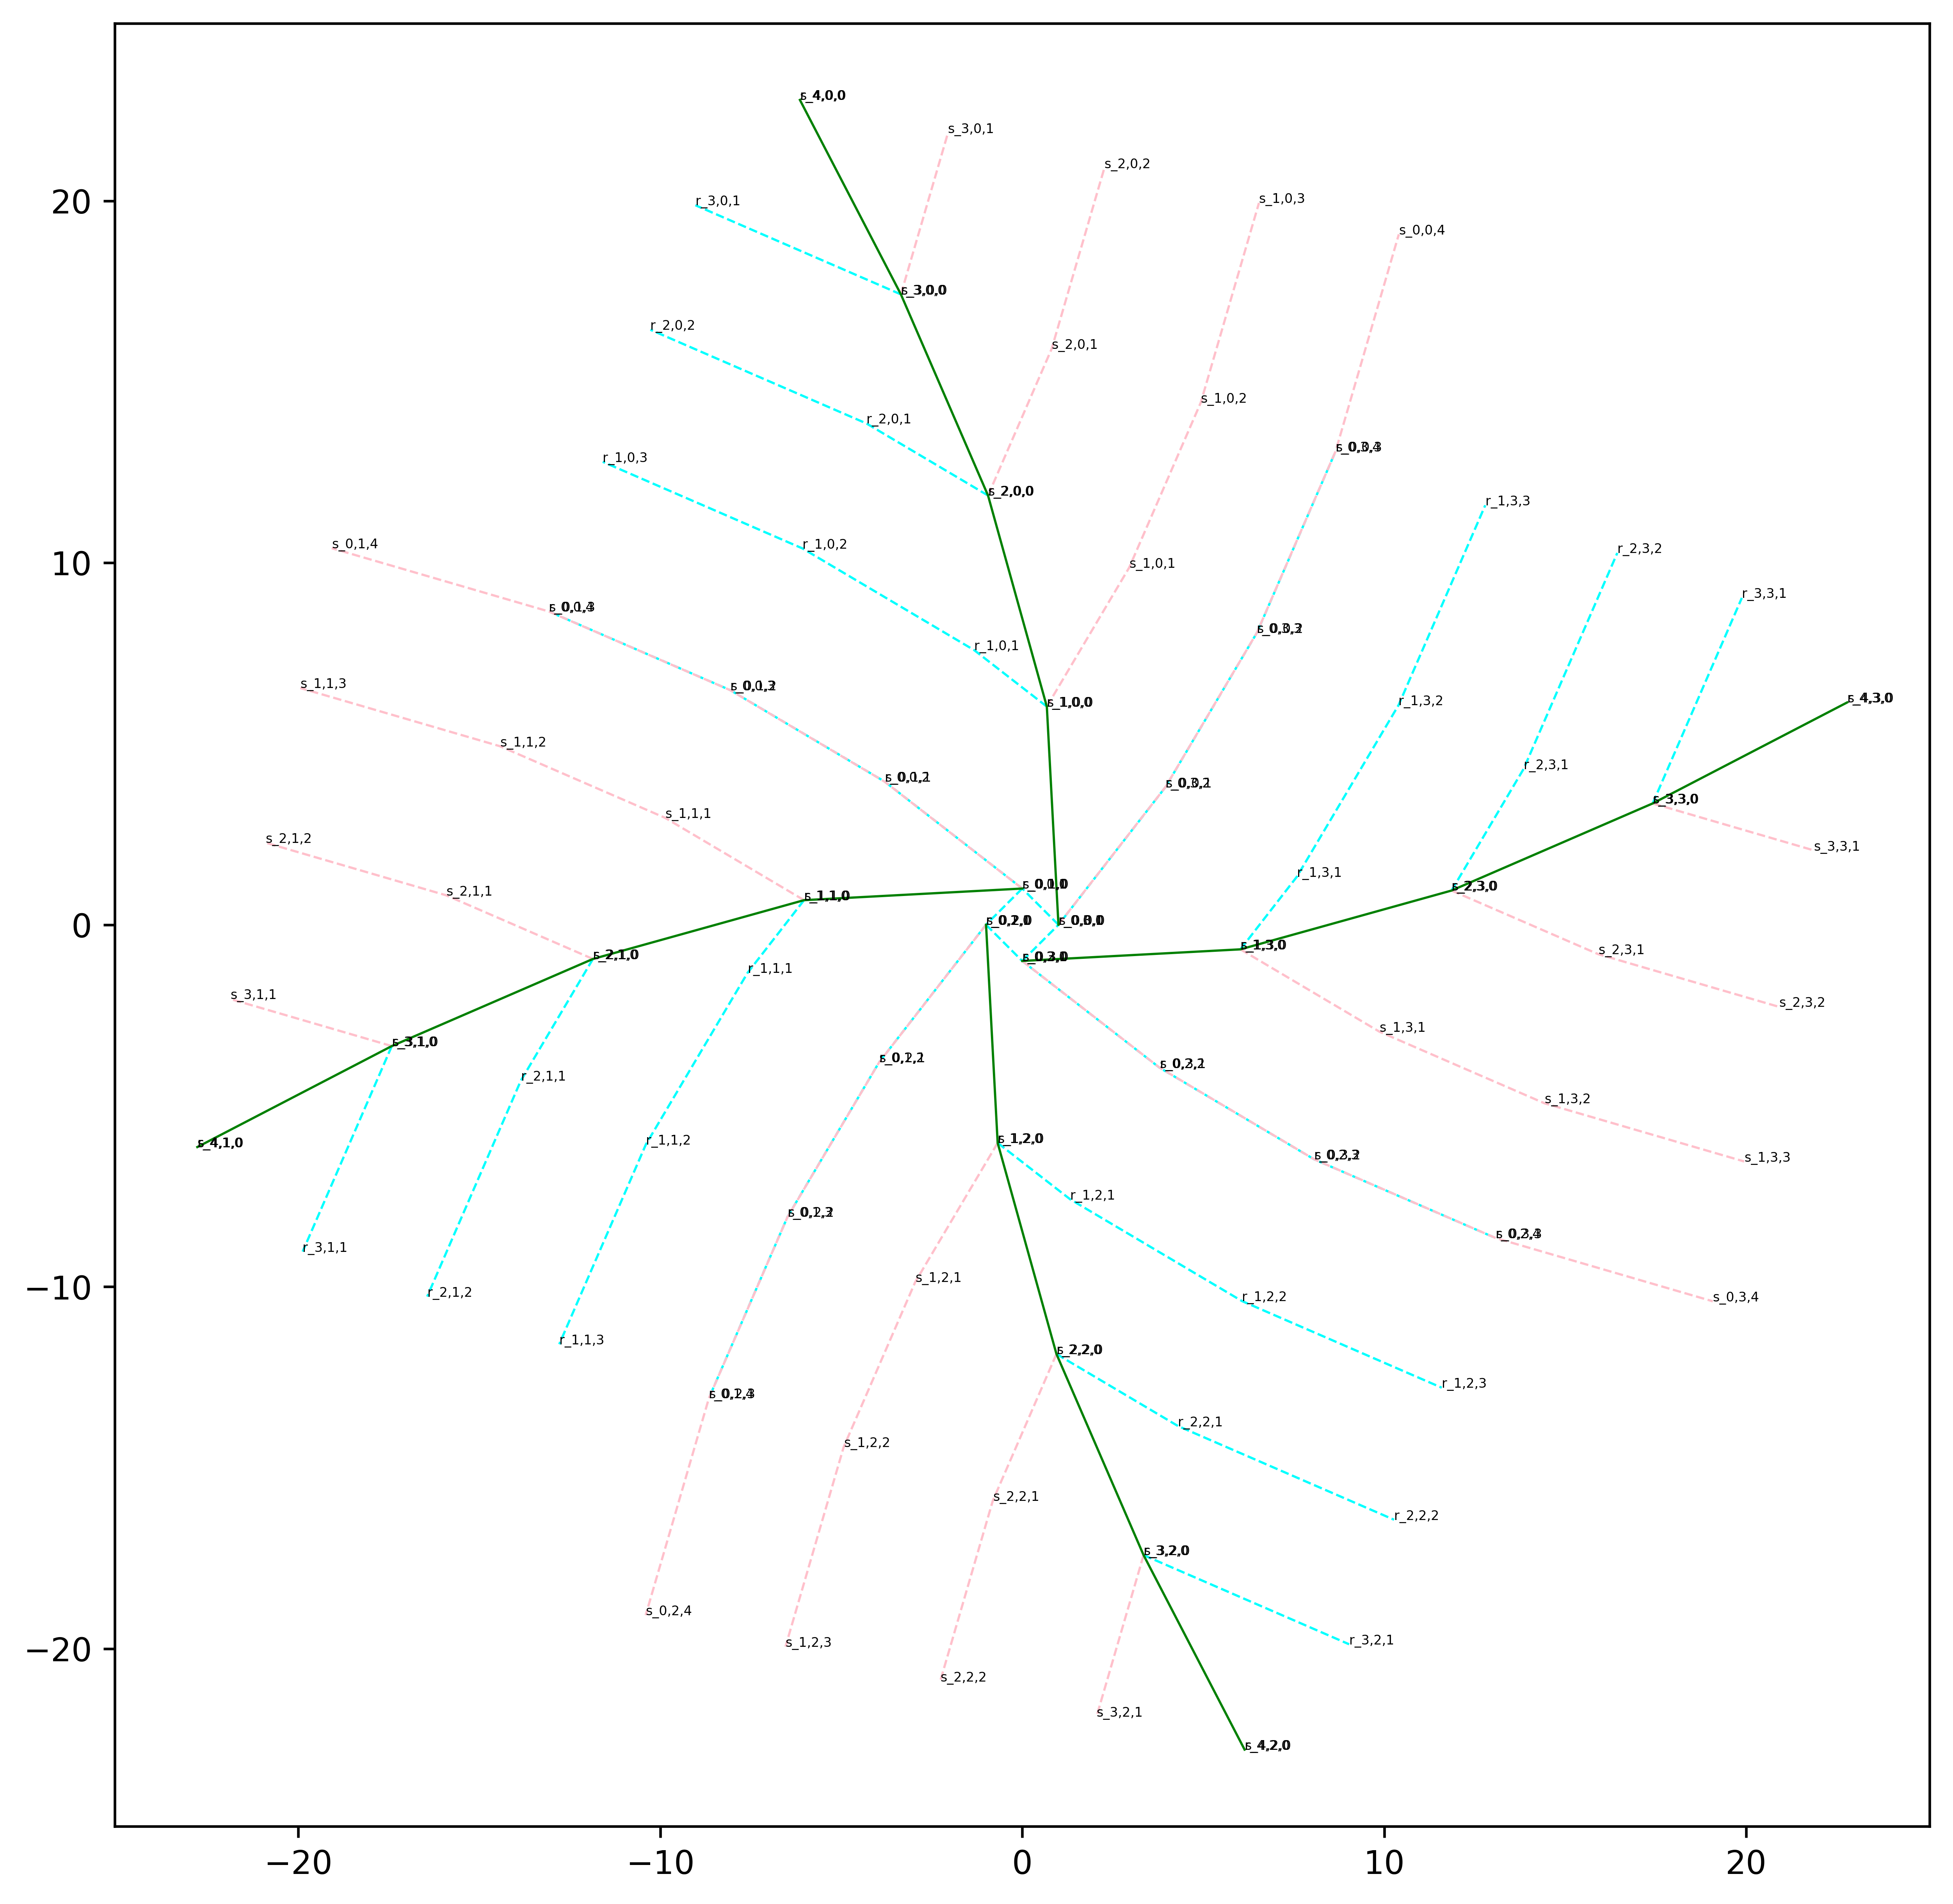 s_4,0,0
s_3,0,1
s_2,0,2
r_3,0,1
s_1,0,3
20
s_0,0,4
s_3,0,0
r_2,0,2
s_2,0,1
s_1,0,2
r_2,0,1
r_1,0,3
s_2,0,0
r_1,3,3
s_0,1,4
r_1,0,2
r_2,3,2
10
s_1,0,1
r_3,3,1
r_1,0,1
s_1,1,3
s_1,0,0
r_1,3,2
s_4,3,0
s_1,1,2
r_2,3,1
s_3,3,0
s_1,1,1
s_2,1,2
s_3,3,1
s_2,1,1
s_1,1,0
r_1,3,1
s_2,3,0
0
s_1,3,0
s_2,3,1
s_2,1,0
r_1,1,1
s_3,1,1
s_2,3,2
s_1,3,1
s_3,1,0
r_2,1,1
s_1,3,2
s_4,1,0
r_1,1,2
s_1,2,0
s_1,3,3
r_1,2,1
r_3,1,1
s_1,2,1
−10
r_2,1,2
r_1,2,2
s_0,3,4
r_1,1,3
s_2,2,0
r_1,2,3
r_2,2,1
s_1,2,2
s_2,2,1
r_2,2,2
s_3,2,0
s_0,2,4
r_3,2,1
s_1,2,3
−20
s_2,2,2
s_3,2,1
s_4,2,0
−20
−10
0
10
20